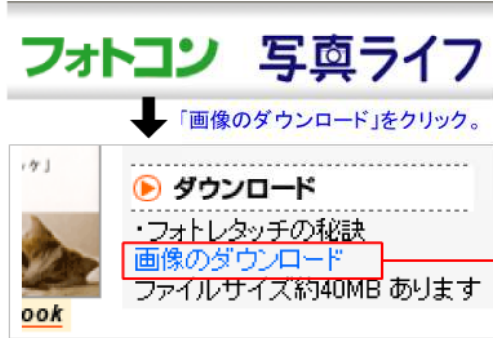 フォトコン 写真ライフ
「画像のダウンロード」をクリック。
ケ」
ダウンロード
・フォトレタッチの秘訣
画像のダウンロード
ファイルサイズ約40MB あります
ook